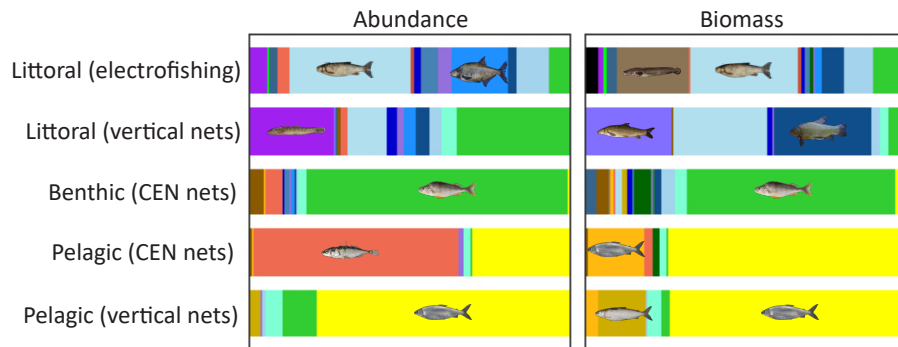 Abundance
Biomass
Littoral (electrofishing)
Littoral (vertical nets)
Benthic (CEN nets)
Pelagic (CEN nets)
Pelagic (vertical nets)